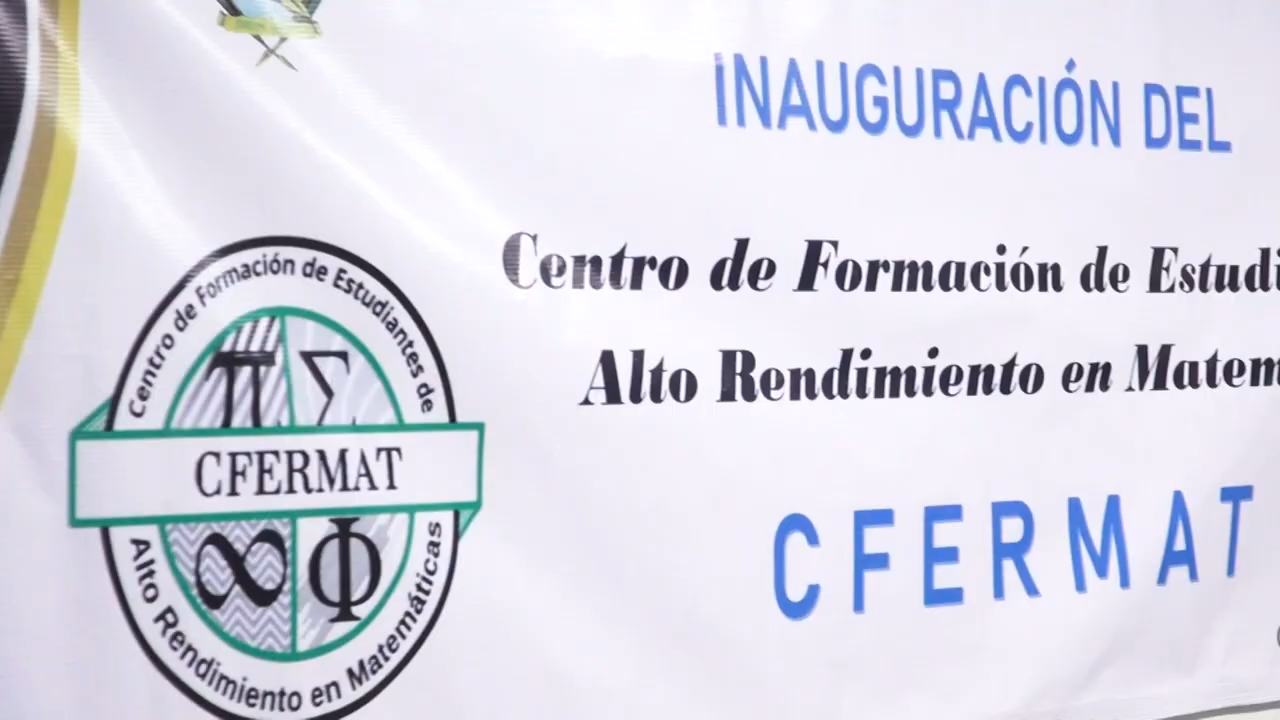 INAUGURACIÓN DEL
Centro de Formación de Estudi
Alto Rendimiento en Matem
CFERMAT
Centro de Formación de Estudiantes de
π Σ
CFERMAT
∞ Φ
Alto Rendimiento en Matemáticas